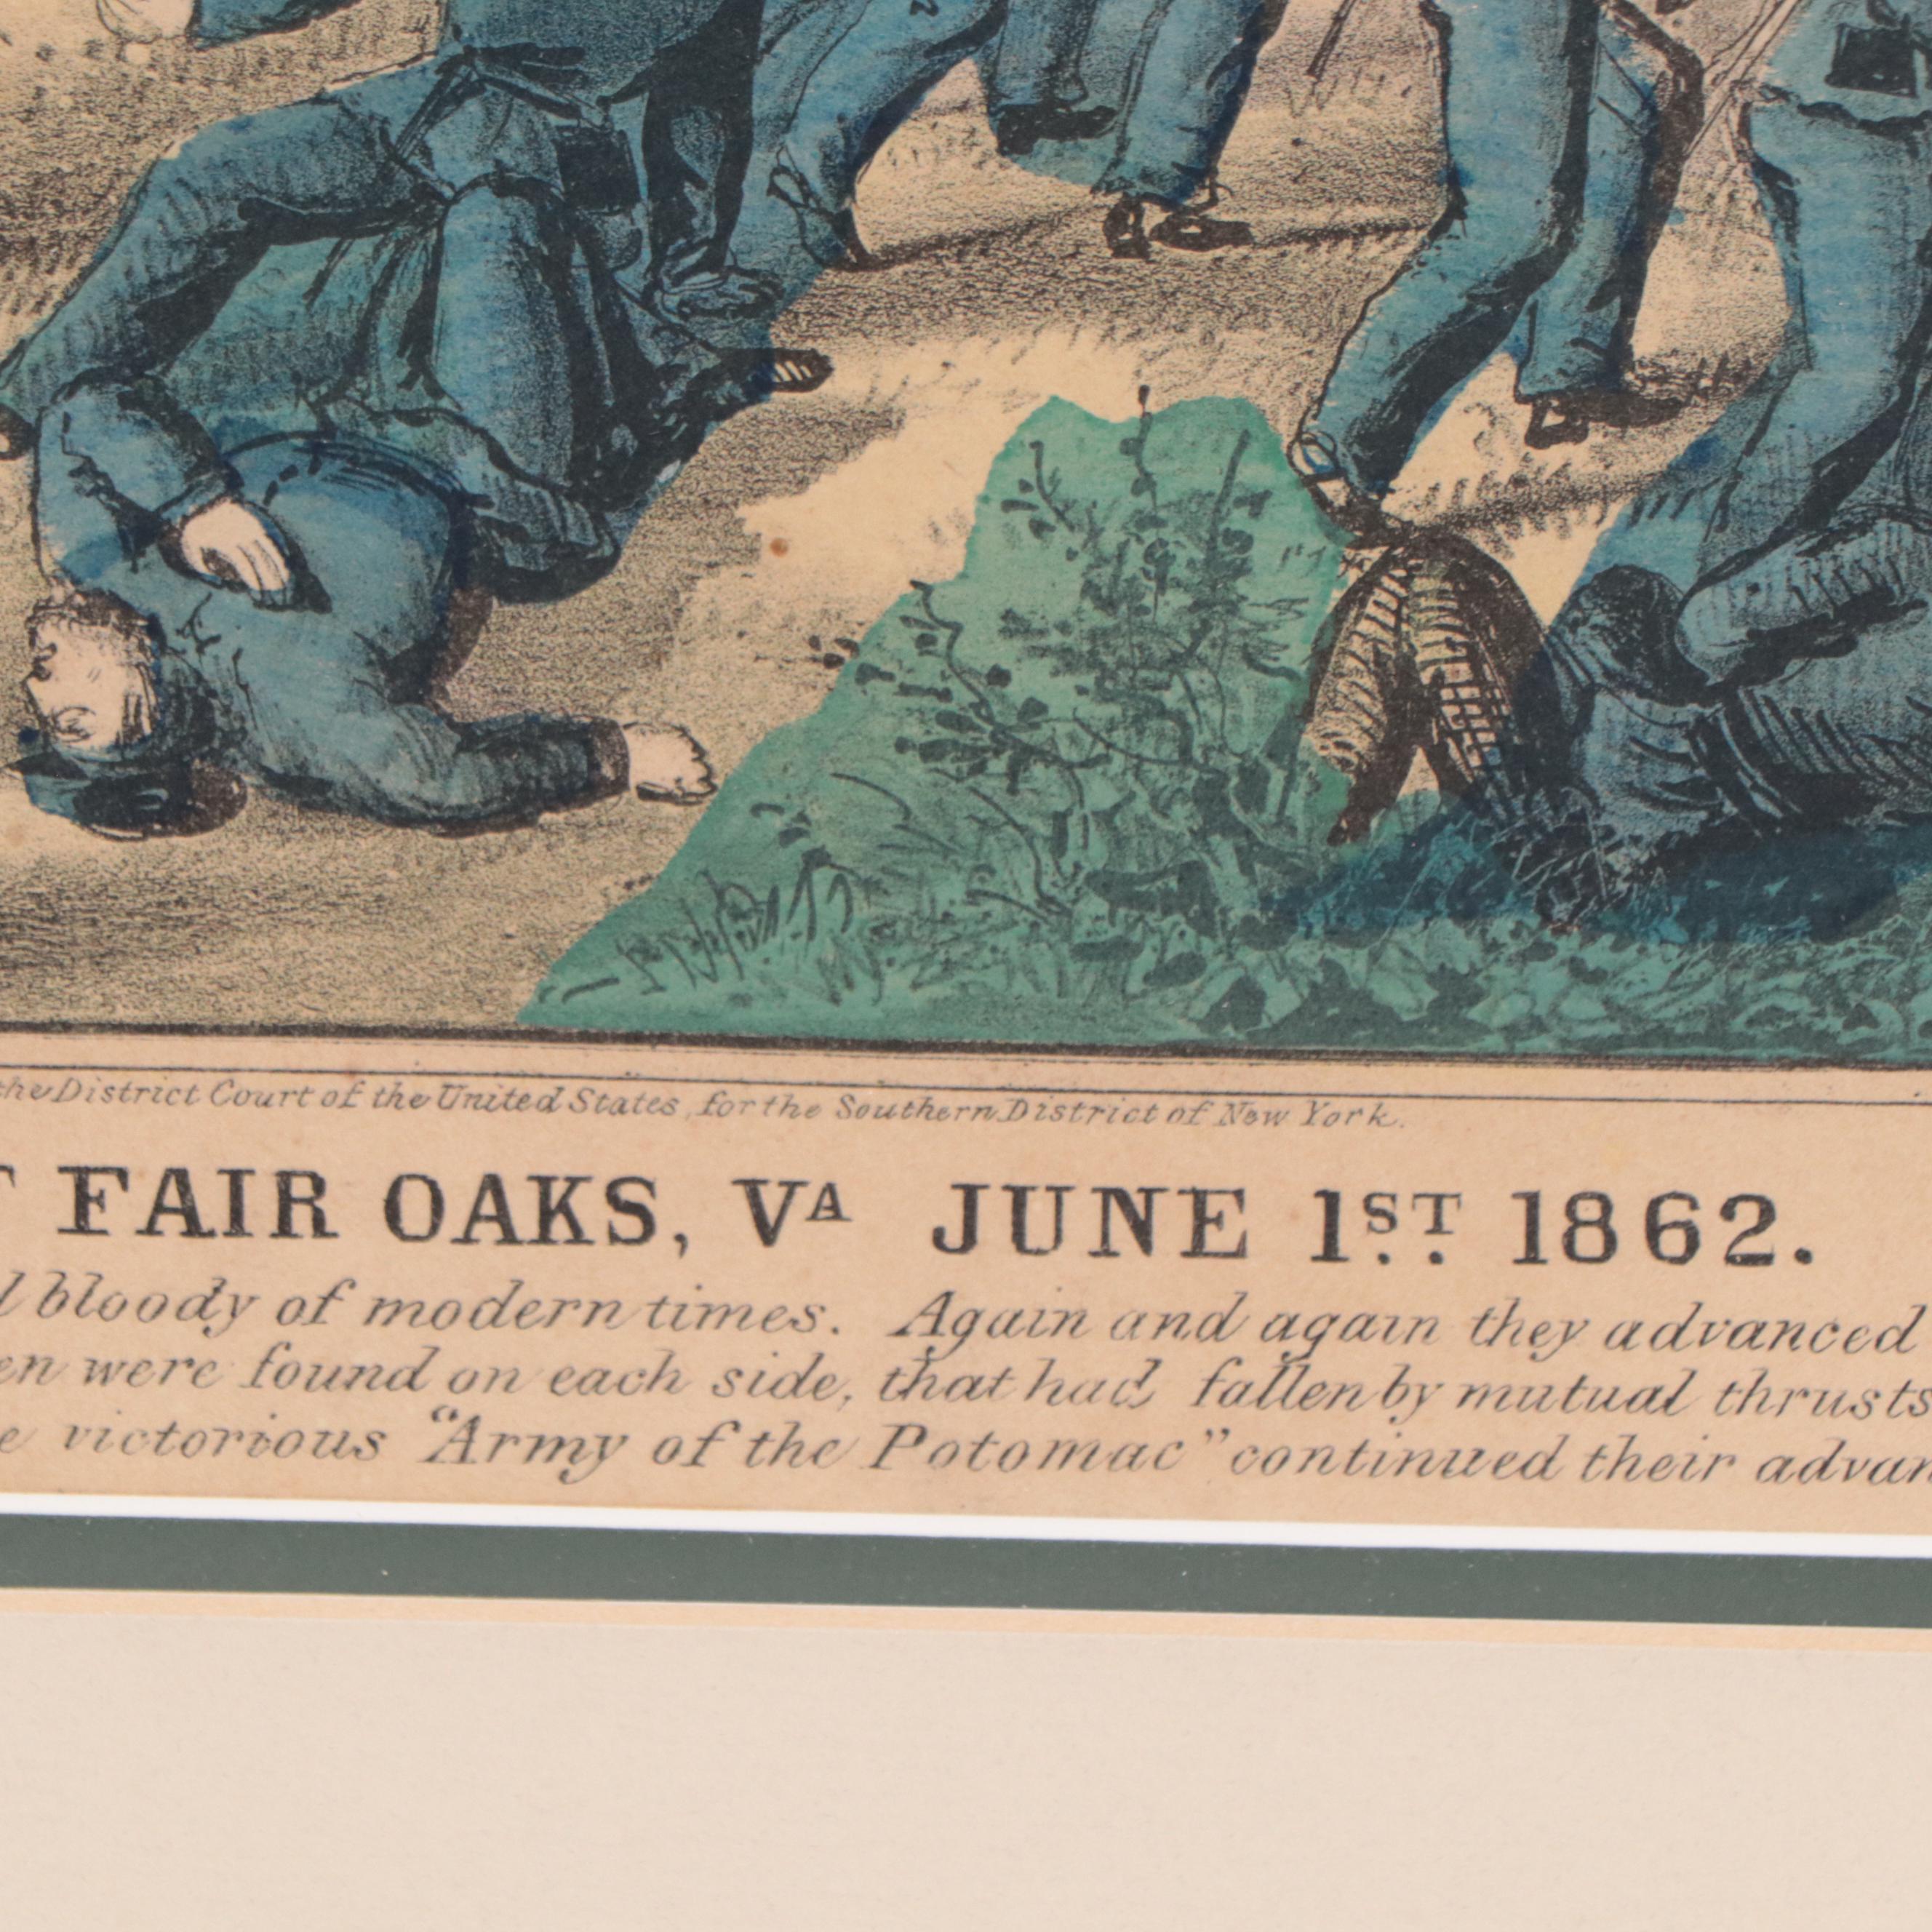 the District Court of the United States, for the Southern District of New York.
FAIR OAKS, VA JUNE 1ST. 1862.
bloody of modern times. Again and again they advanced
were found on each side, that had fallen by mutual thrusts
victorious "Army of the Potomac" continued their